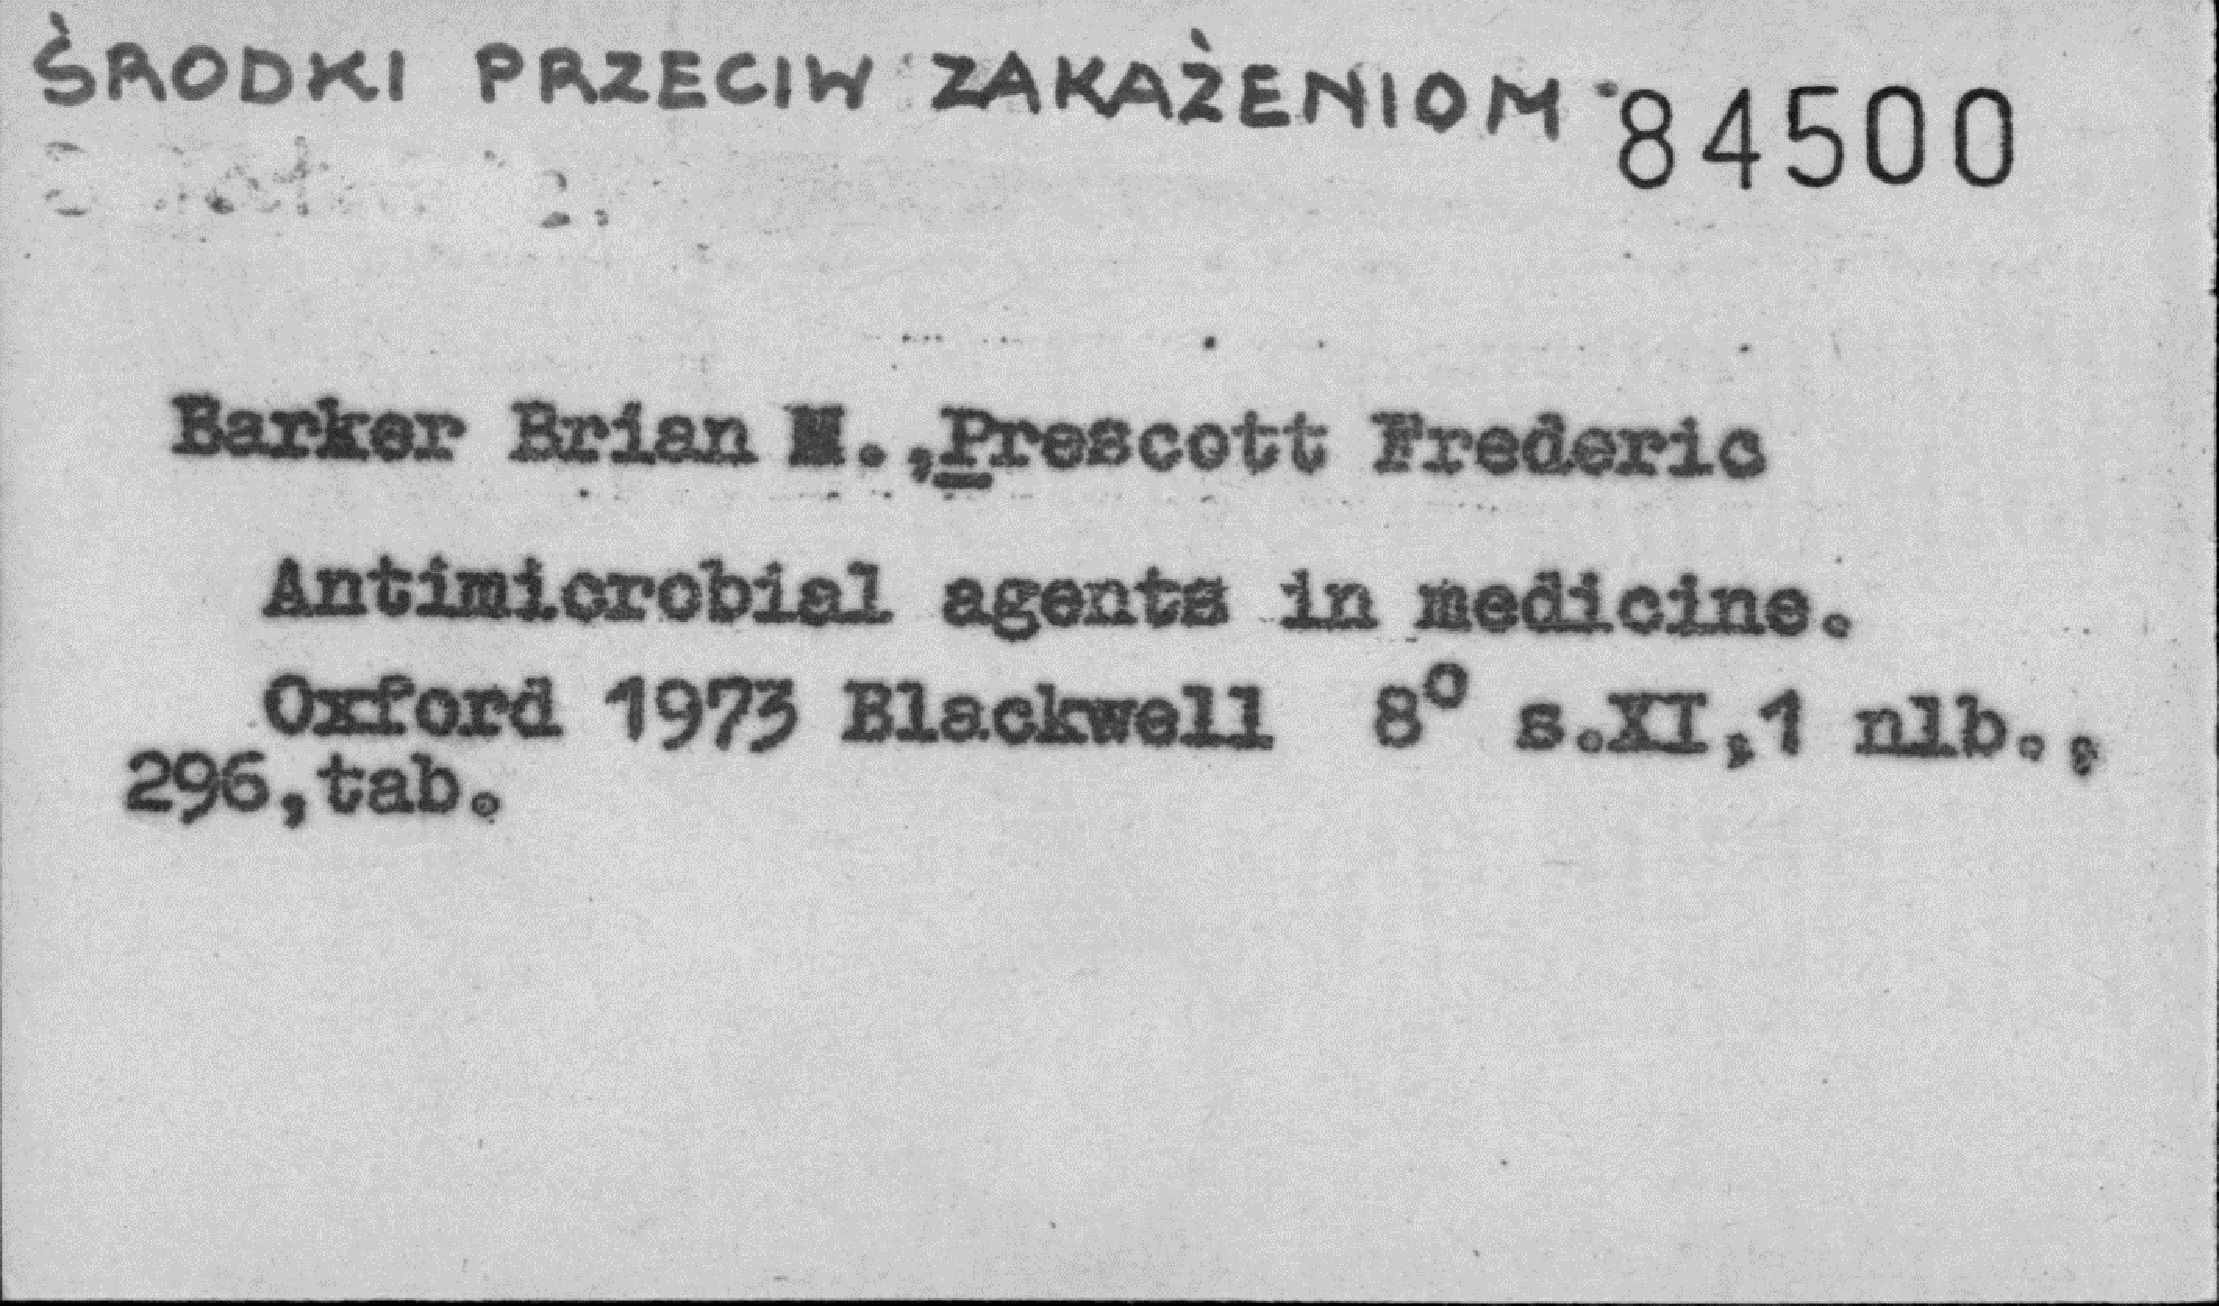 ŚRODKI PRZECIW ZAKAŻENIOM 84500
Barker Brian M.,Prescott Frederic
Antimicrobial agents in medicine.
Oxford 1973 Blackwell 8° s.XI,1 nlb.,
296,tab.